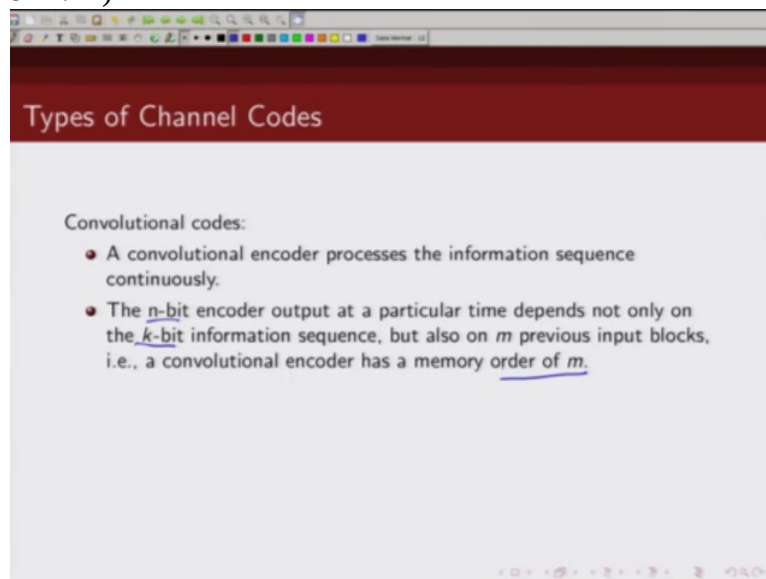 Types of Channel Codes
Convolutional codes:
A convolutional encoder processes the information sequence
continuously.
The n-bit encoder output at a particular time depends not only on
the k-bit information sequence, but also on m previous input blocks,
i.e., a convolutional encoder has a memory order of m.